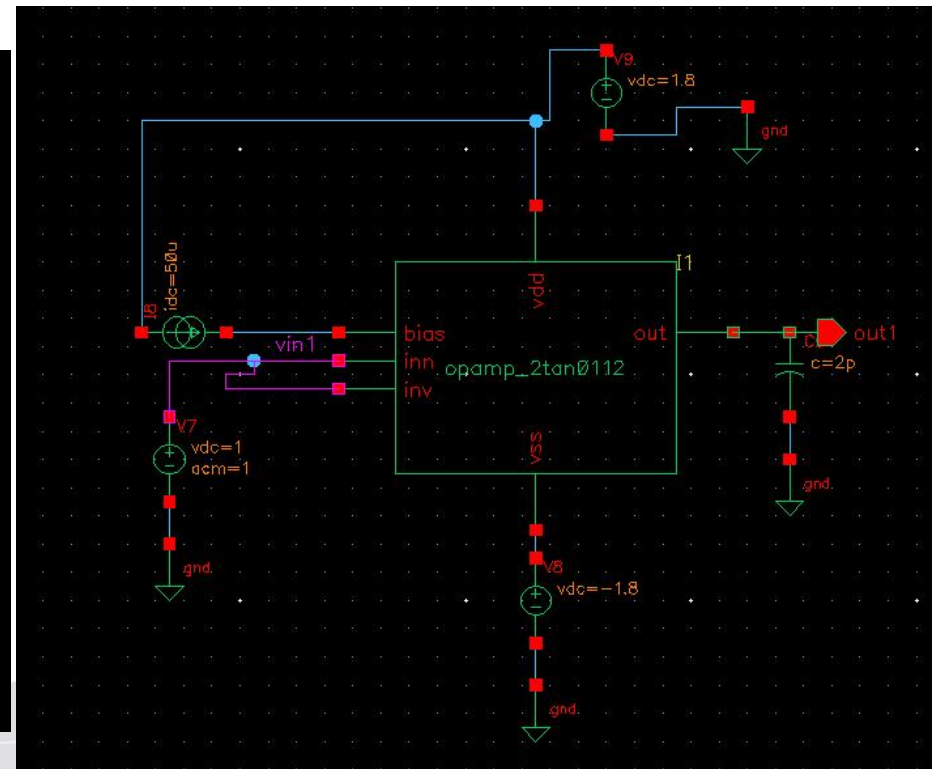 V9
vdc=1.8
gnd
I1
idc=50u
I8
vdd
bias
out
out1
vin1
inn
opamp_2tan0112
c=2p
inv
V7
vdc=1
acm=1
vss
gnd
gnd
V8
vdc=-1.8
gnd